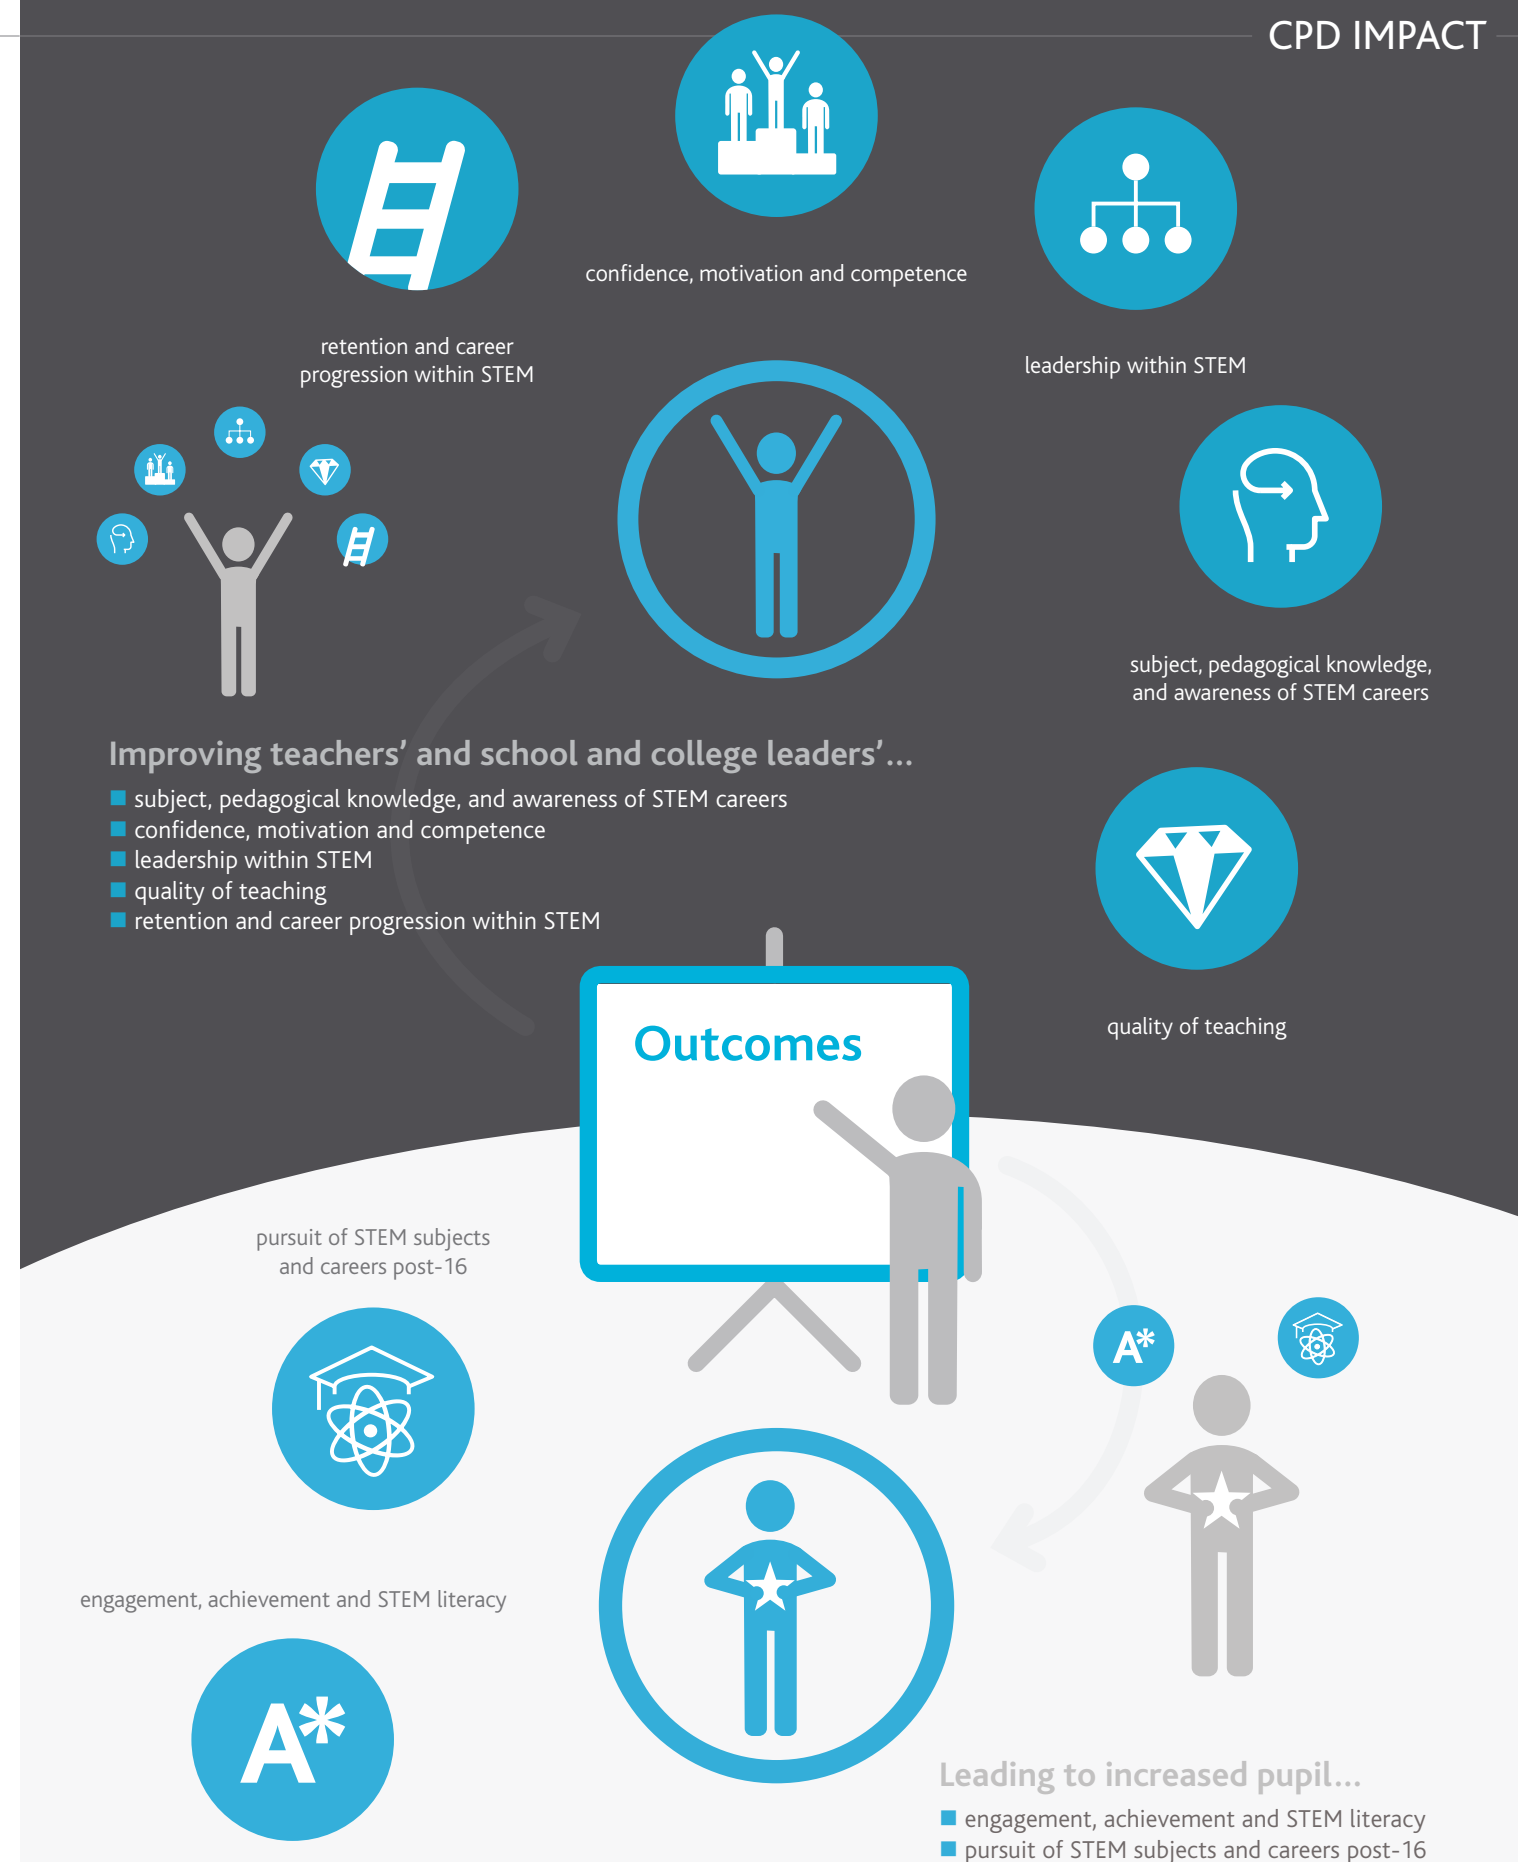 CPD IMPACT
confidence, motivation and competence
retention and career
progression within STEM
leadership within STEM
subject, pedagogical knowledge,
and awareness of STEM careers
Improving teachers’ and school and college leaders’...
subject, pedagogical knowledge, and awareness of STEM careers
confidence, motivation and competence
leadership within STEM
quality of teaching
retention and career progression within STEM
quality of teaching
Outcomes
pursuit of STEM subjects
and careers post-16
A*
engagement, achievement and STEM literacy
A*
Leading to increased pupil...
engagement, achievement and STEM literacy
pursuit of STEM subjects and careers post-16